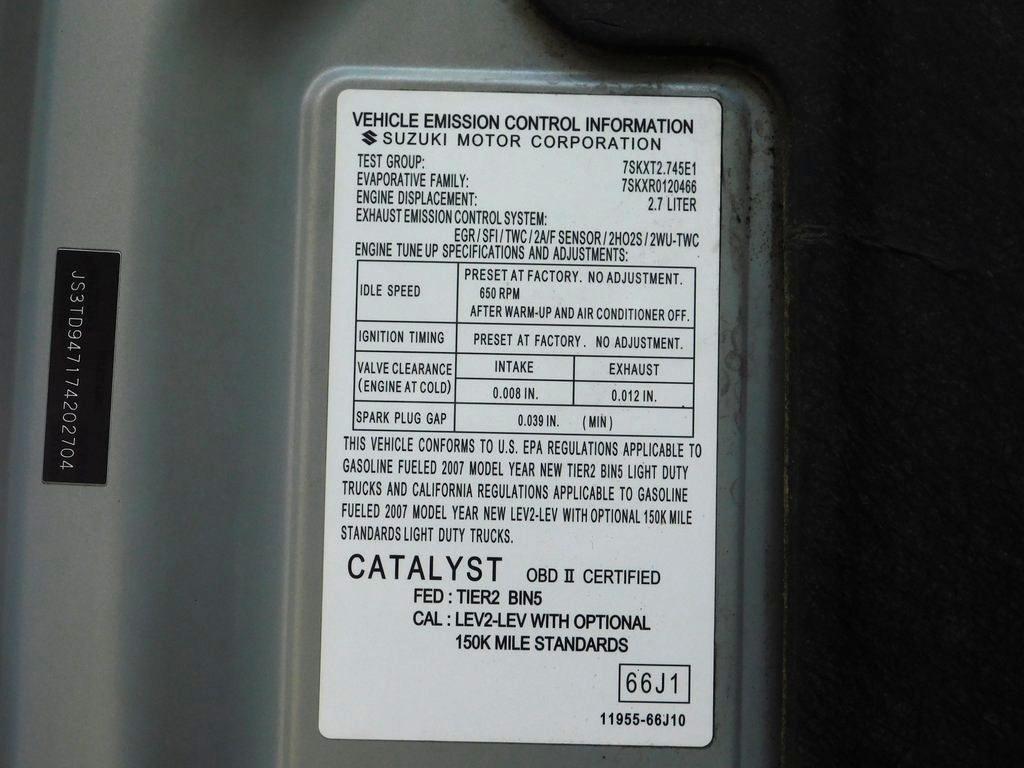 JS3TD947174202704
VEHICLE EMISSION CONTROL INFORMATION
SUZUKI MOTOR CORPORATION
TEST GROUP: 7SKXT2.745E1
EVAPORATIVE FAMILY: 7SKXR0120466
ENGINE DISPLACEMENT: 2.7 LITER
EXHAUST EMISSION CONTROL SYSTEM:
EGR / SFI / TWC / 2A/F SENSOR / 2HO2S / 2WU-TWC
ENGINE TUNE UP SPECIFICATIONS AND ADJUSTMENTS:
IDLE SPEED
PRESET AT FACTORY. NO ADJUSTMENT.
650 RPM
AFTER WARM-UP AND AIR CONDITIONER OFF.
IGNITION TIMING PRESET AT FACTORY. NO ADJUSTMENT.
VALVE CLEARANCE INTAKE EXHAUST
(ENGINE AT COLD) 0.008 IN. 0.012 IN.
SPARK PLUG GAP 0.039 IN. (MIN)
THIS VEHICLE CONFORMS TO U.S. EPA REGULATIONS APPLICABLE TO
GASOLINE FUELED 2007 MODEL YEAR NEW TIER2 BIN5 LIGHT DUTY
TRUCKS AND CALIFORNIA REGULATIONS APPLICABLE TO GASOLINE
FUELED 2007 MODEL YEAR NEW LEV2-LEV WITH OPTIONAL 150K MILE
STANDARDS LIGHT DUTY TRUCKS.
CATALYST OBD II CERTIFIED
FED : TIER2 BIN5
CAL : LEV2-LEV WITH OPTIONAL
150K MILE STANDARDS
66J1
11955-66J10